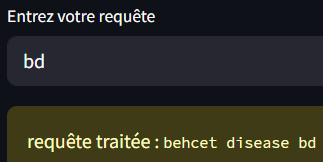 Entrez votre requête
bd
requête traitée : behcet disease bd